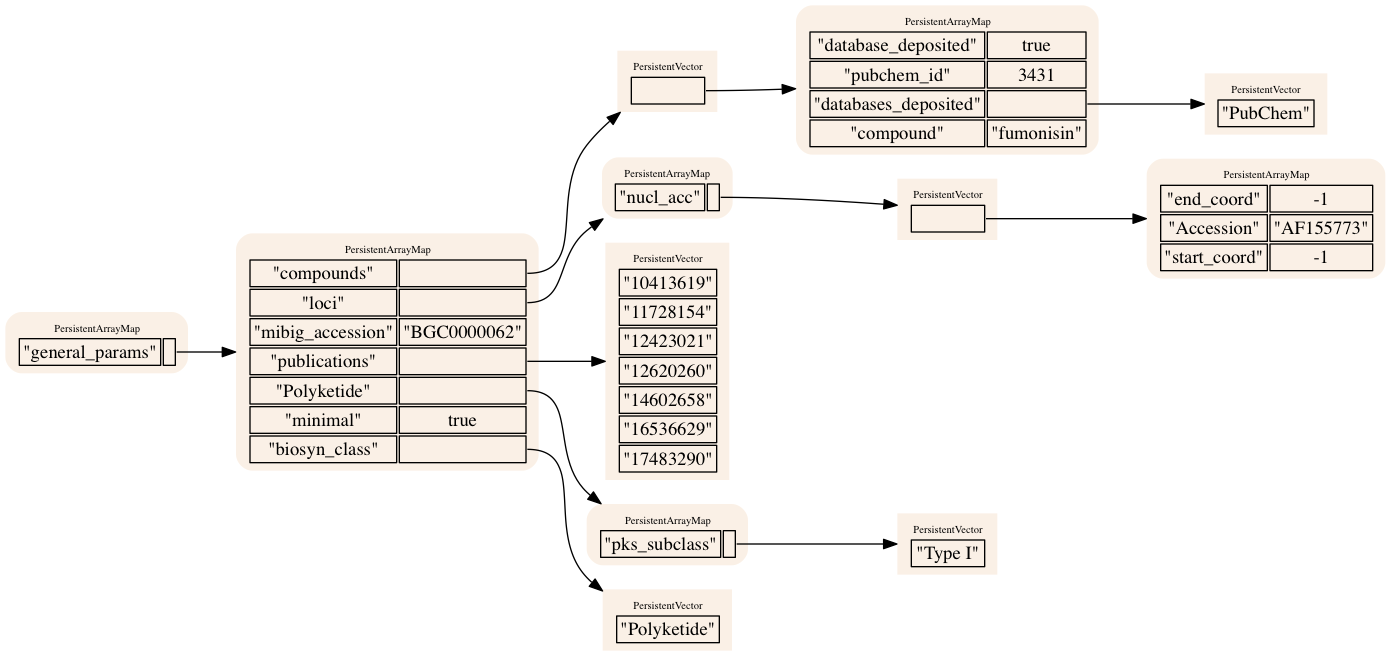 PersistentArrayMap
"general_params"
PersistentArrayMap
"compounds"
"loci"
"mibig_accession" "BGC0000062"
"publications"
"Polyketide"
"minimal" true
"biosyn_class"
PersistentVector
PersistentArrayMap
"database_deposited" true
"pubchem_id" 3431
"databases_deposited"
"compound" "fumonisin"
PersistentVector
"PubChem"
PersistentArrayMap
"nucl_acc"
PersistentVector
PersistentArrayMap
"end_coord" -1
"Accession" "AF155773"
"start_coord" -1
PersistentVector
"10413619"
"11728154"
"12423021"
"12620260"
"14602658"
"16536629"
"17483290"
PersistentArrayMap
"pks_subclass"
PersistentVector
"Type I"
PersistentVector
"Polyketide"